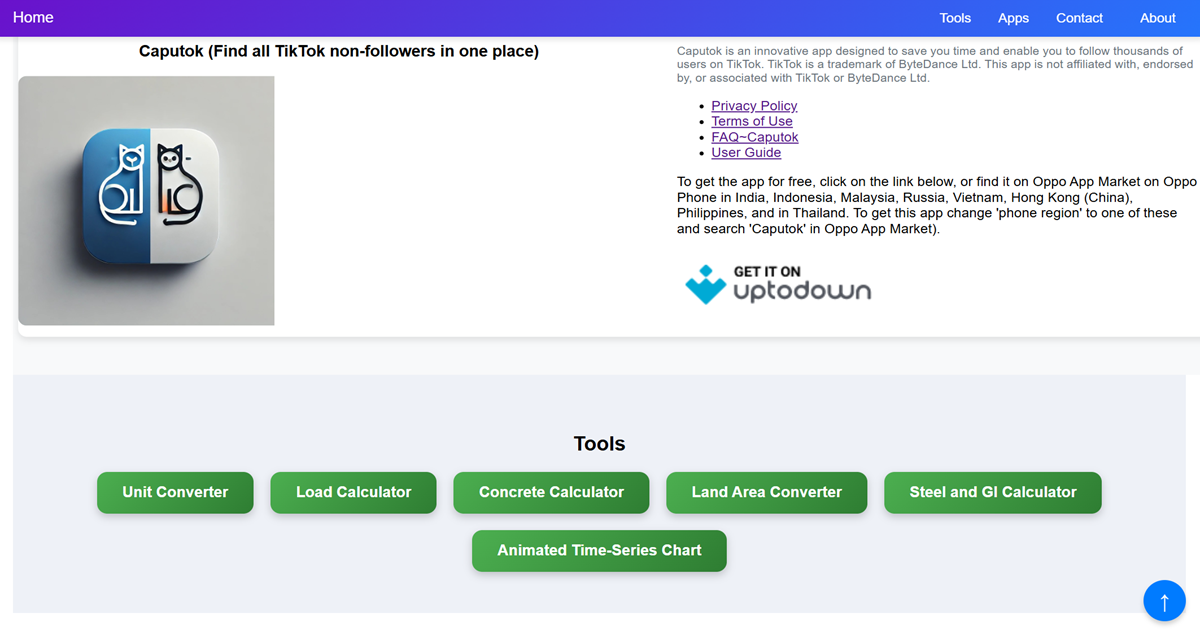 Home
Tools Apps Contact About
Caputok (Find all TikTok non-followers in one place)
Caputok is an innovative app designed to save you time and enable you to follow thousands of
users on TikTok. TikTok is a trademark of ByteDance Ltd. This app is not affiliated with, endorsed
by, or associated with TikTok or ByteDance Ltd.
• Privacy Policy
• Terms of Use
• FAQ~Caputok
• User Guide
To get the app for free, click on the link below, or find it on Oppo App Market on Oppo
Phone in India, Indonesia, Malaysia, Russia, Vietnam, Hong Kong (China),
Philippines, and in Thailand. To get this app change 'phone region' to one of these
and search 'Caputok' in Oppo App Market).
GET IT ON
uptodown
Tools
Unit Converter
Load Calculator
Concrete Calculator
Land Area Converter
Steel and GI Calculator
Animated Time-Series Chart
↑